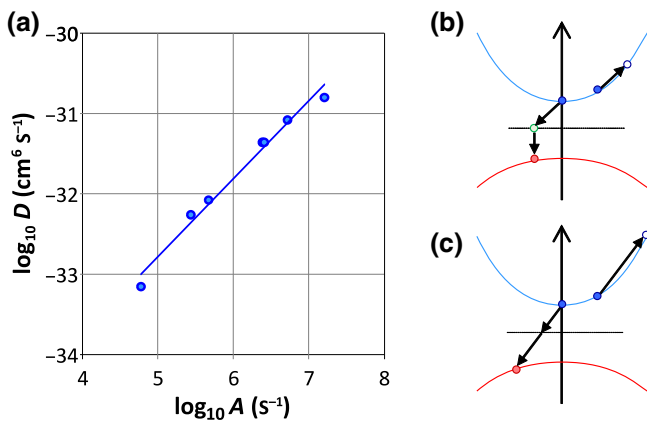 (a)
−30
−31
−32
−33
−34
log₁₀ D (cm⁶ s⁻¹)
4
5
6
7
8
log₁₀ A (s⁻¹)
(b)
(c)